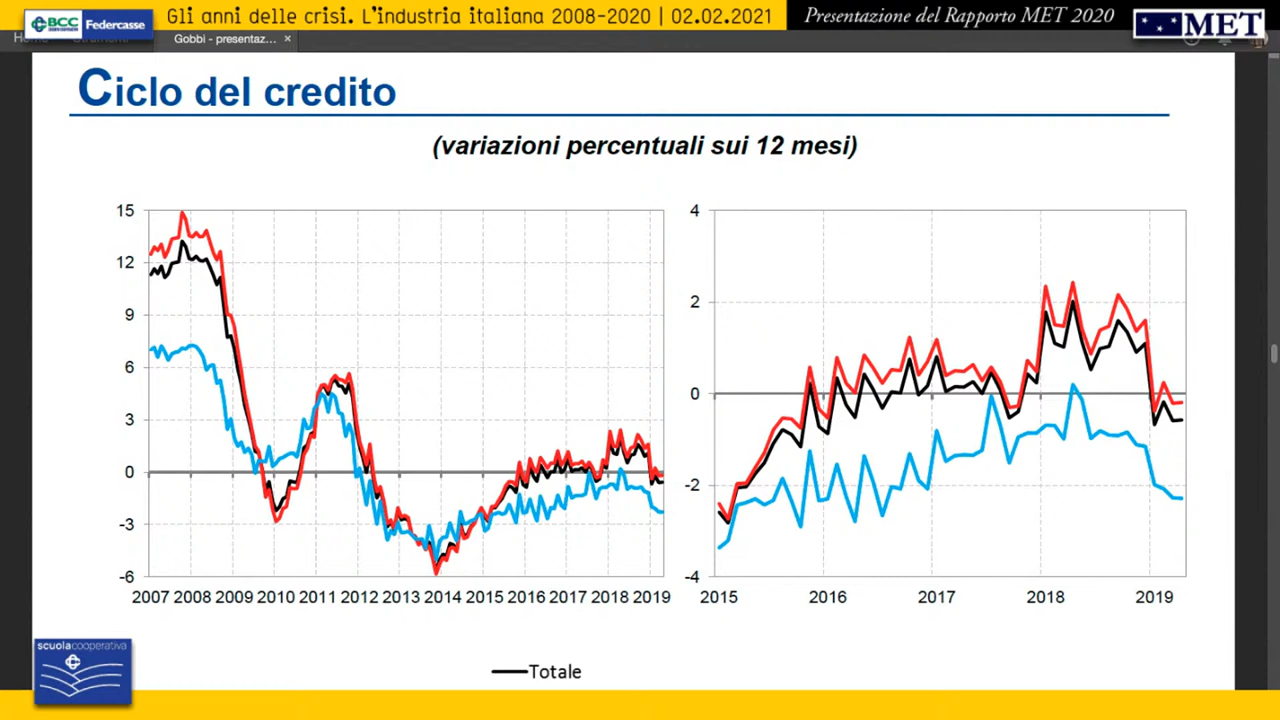 BCC
CREDITO COOPERATIVO
Federcasse
Gli anni delle crisi. L'industria italiana 2008-2020 | 02.02.2021
Presentazione del Rapporto MET 2020
MET
Gobbi - presentaz... ×
Ciclo del credito
(variazioni percentuali sui 12 mesi)
15
12
9
6
3
0
-3
-6
2007 2008 2009 2010 2011 2012 2013 2014 2015 2016 2017 2018 2019
4
2
0
-2
-4
2015 2016 2017 2018 2019
Totale
scuolacooperativa